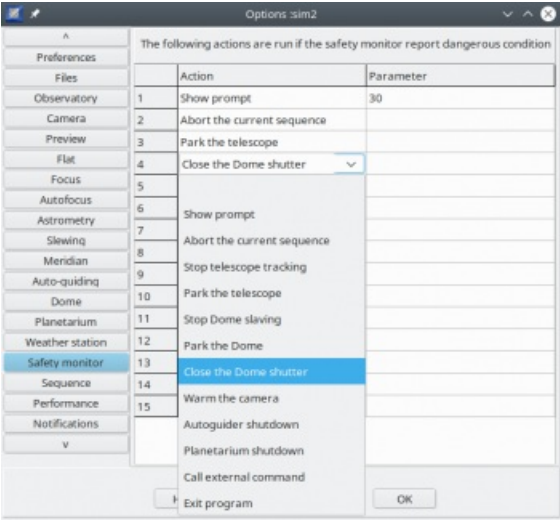 Options :sim2
The following actions are run if the safety monitor report dangerous condition
Preferences
Files
Observatory
Camera
Preview
Flat
Focus
Autofocus
Astrometry
Slewing
Meridian
Auto-guiding
Dome
Planetarium
Weather station
Safety monitor
Sequence
Performance
Notifications
Action Parameter
1 Show prompt 30
2 Abort the current sequence
3 Park the telescope
4 Close the Dome shutter
5
6
7
8
9
10
11
12
13
14
15
Show prompt
Abort the current sequence
Stop telescope tracking
Park the telescope
Stop Dome slaving
Park the Dome
Close the Dome shutter
Warm the camera
Autoguider shutdown
Planetarium shutdown
Call external command
Exit program
OK